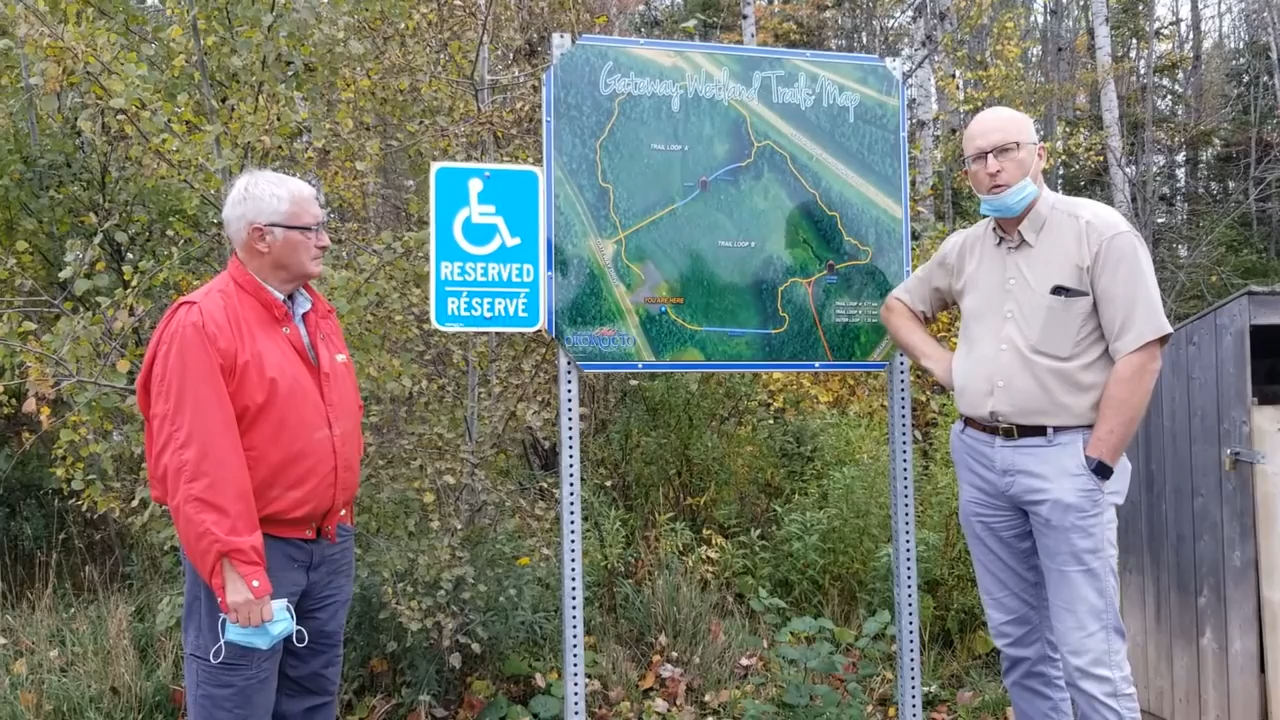 Gateway Wetland Trails Map
TRAIL LOOP 'A'
TRAIL LOOP 'B'
YOU ARE HERE
OROMOCTO
RESERVED
RÉSERVÉ